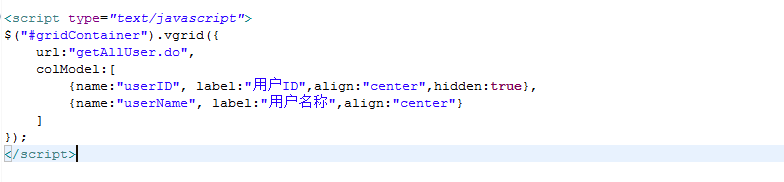 <script type="text/javascript">
$("#gridContainer").vgrid({
    url:"getAllUser.do",
    colModel:[
        {name:"userID", label:"用户ID",align:"center",hidden:true},
        {name:"userName", label:"用户名称",align:"center"}
    ]
});
</script>